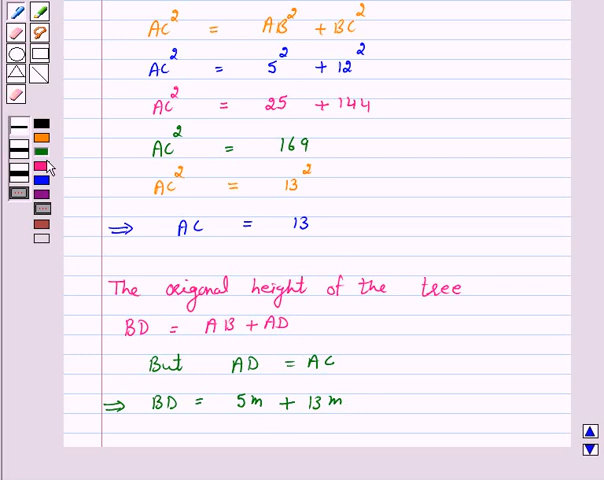 AC² = AB² + BC²
AC² = 5² + 12²
AC² = 25 + 144
AC² = 169
AC² = 13²
⇒ AC = 13
The origonal height of the tree
BD = AB + AD
But AD = AC
⇒ BD = 5m + 13m